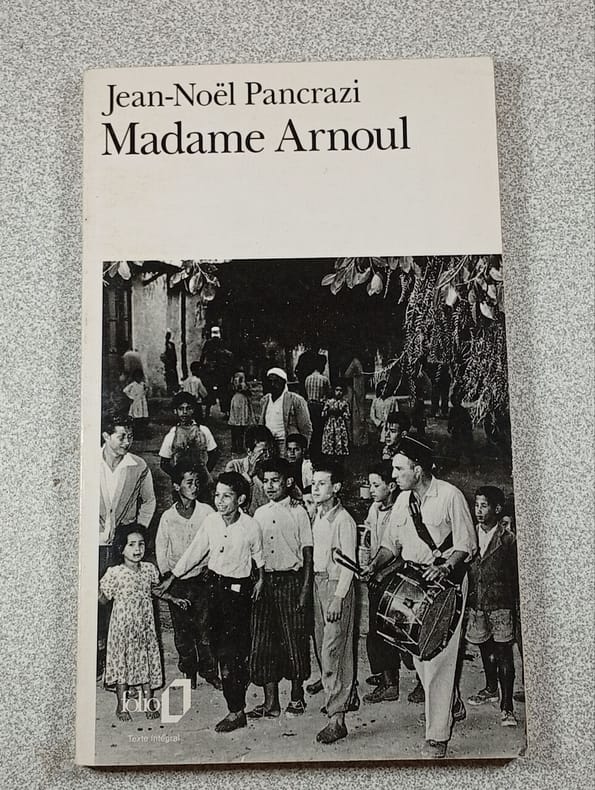 Jean-Noël Pancrazi
Madame Arnoul
folio
Texte intégral